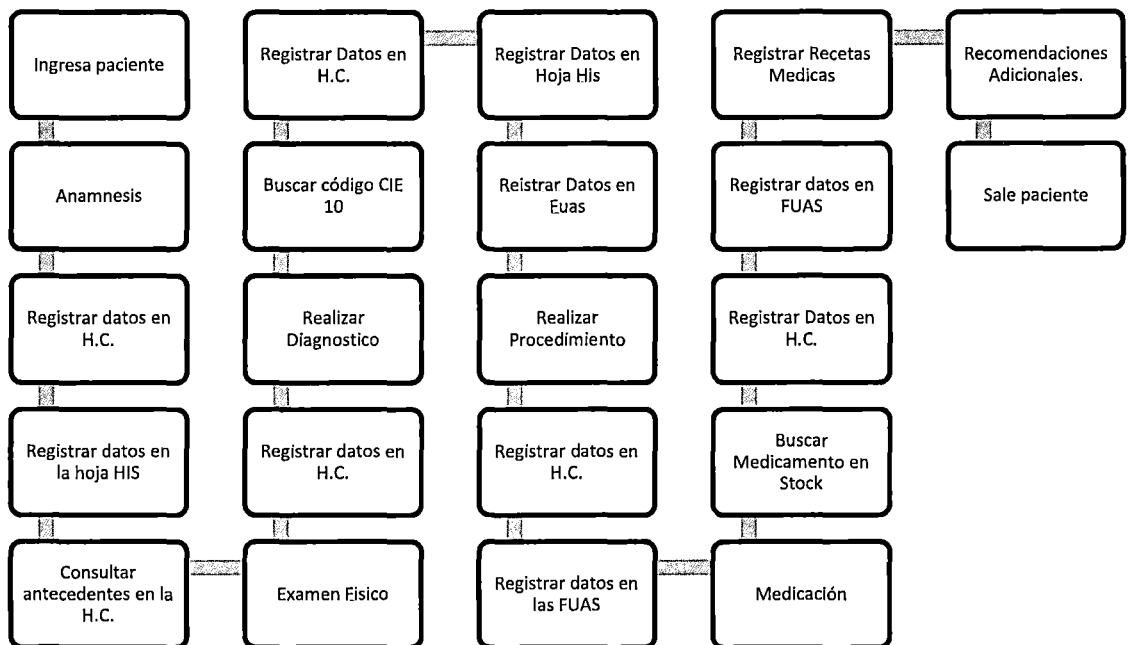 Ingresa paciente
Anamnesis
Registrar datos en
H.C.
Registrar datos en
la hoja HIS
Consultar
antecedentes en la
H.C.
Examen Eisico
Registrar datos en
H.C.
Realizar
Diagnostico
Buscar código CIE
10
Registrar Datos en
H.C.
Registrar Datos en
Hoja His
Reistrar Datos en
Euas
Realizar
Procedimiento
Registrar datos en
H.C.
Registrar datos en
las FUAS
Medicación
Buscar
Medicamento en
Stock
Registrar Datos en
H.C.
Registrar datos en
FUAS
Registrar Recetas
Medicas
Recomendaciones
Adicionales.
Sale paciente